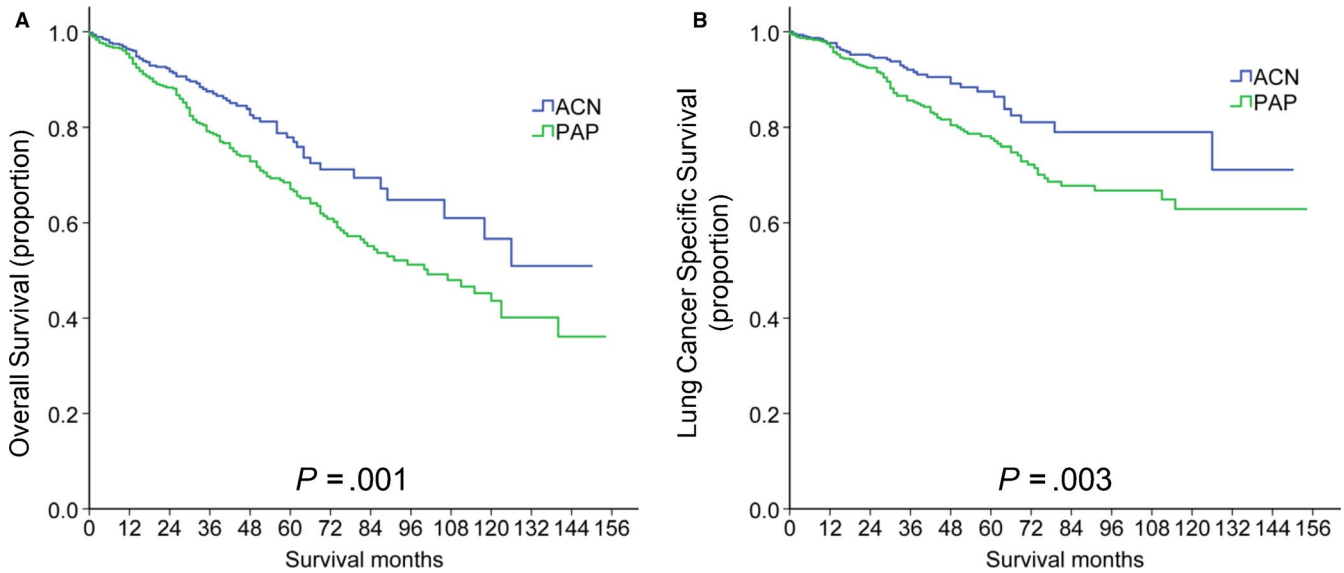 A
Overall Survival (proportion)
1.0
0.8
0.6
0.4
0.2
0.0
ACN
PAP
P = .001
0 12 24 36 48 60 72 84 96 108 120 132 144 156
Survival months
B
Lung Cancer Specific Survival
(proportion)
1.0
0.8
0.6
0.4
0.2
0.0
ACN
PAP
P = .003
0 12 24 36 48 60 72 84 96 108 120 132 144 156
Survival months